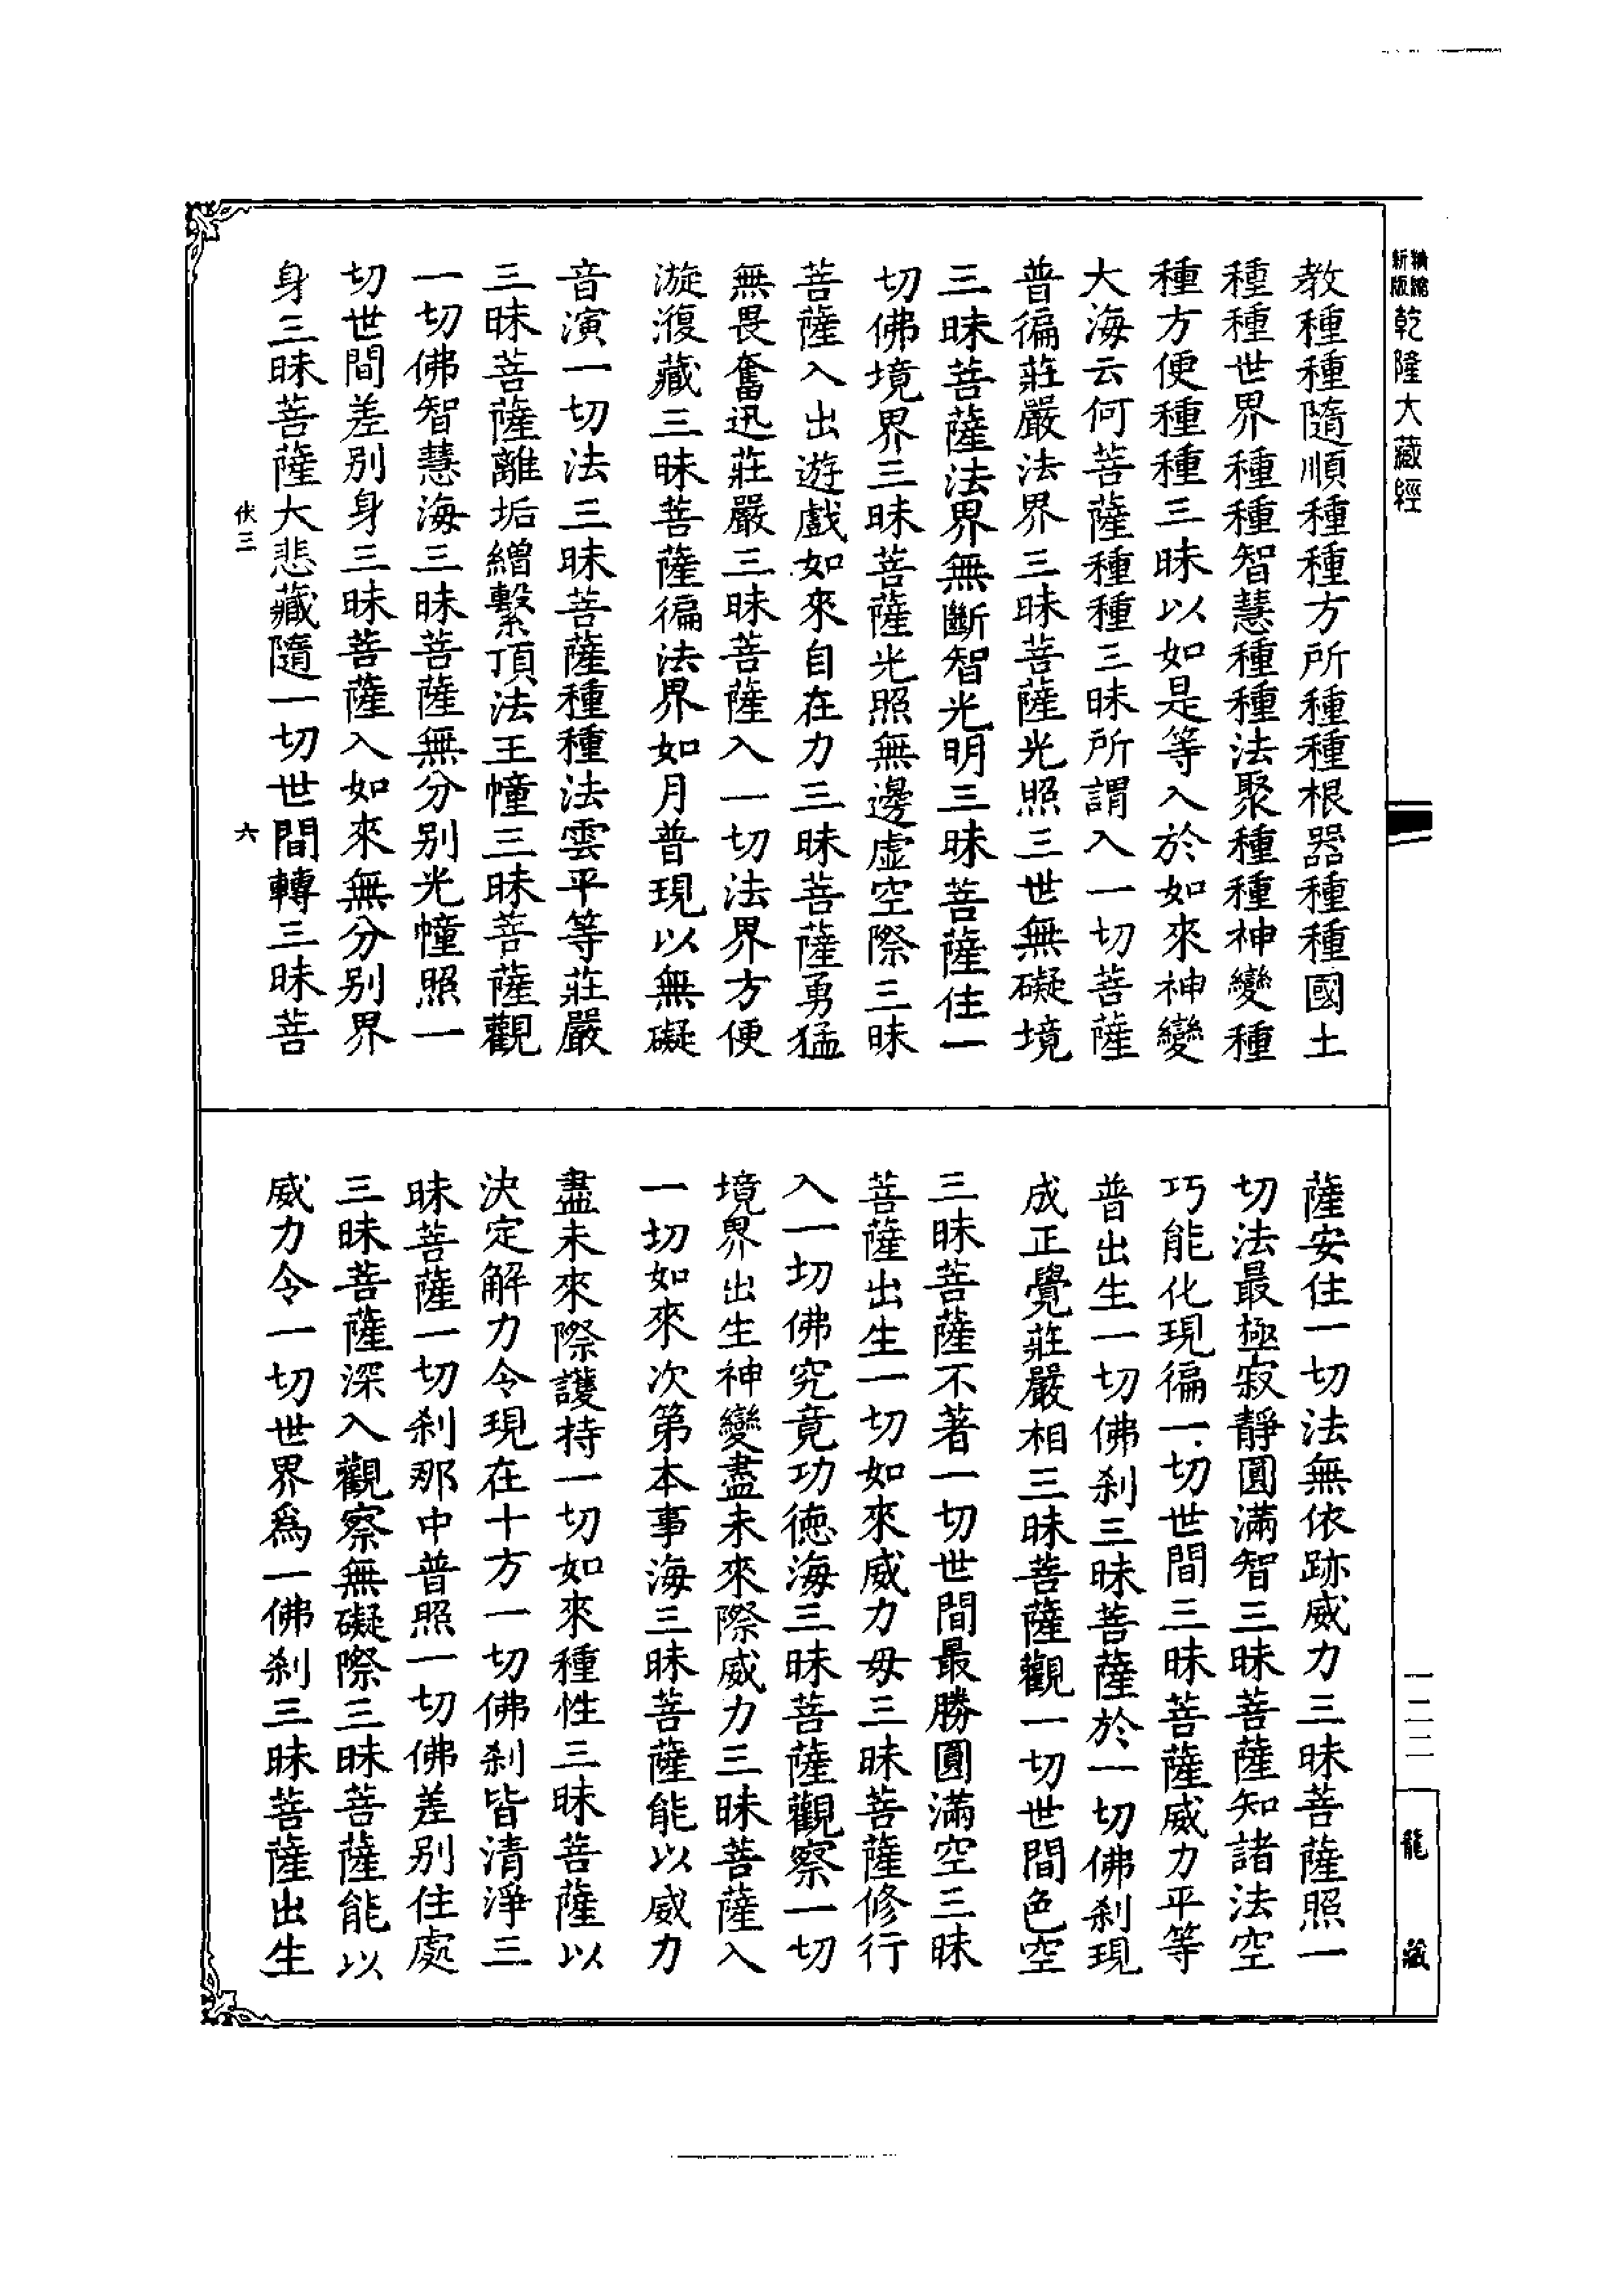 精縮新版乾隆大藏經
教種種隨順種種方所種種根器種種國土
種種世界種種智慧種種法聚種種神變種
種方便種種三昧以如是等入於如來神變
大海云何菩薩種種三昧所謂入一切菩薩
普徧莊嚴法界三昧菩薩光照三世無礙境
三昧菩薩法界無斷智光明三昧菩薩住一
切佛境界三昧菩薩光照無邊虛空際三昧
菩薩入出遊戲如來自在力三昧菩薩勇猛
無畏奮迅莊嚴三昧菩薩入一切法界方便
漩澓藏三昧菩薩徧法界如月普現以無礙
音演一切法三昧菩薩種種法雲平等莊嚴
三昧菩薩離垢繒繫頂法王幢三昧菩薩觀
一切佛智慧海三昧菩薩無分別光幢照一
切世間差別身三昧菩薩入如來無分別界
身三昧菩薩大悲藏隨一切世間轉三昧菩
伏三 六
薩安住一切法無依跡威力三昧菩薩照一
切法最極寂靜圓滿智三昧菩薩知諸法空
巧能化現徧一切世間三昧菩薩威力平等
普出生一切佛刹三昧菩薩於一切佛刹現
成正覺莊嚴相三昧菩薩觀一切世間色空
三昧菩薩不著一切世間最勝圓滿空三昧
菩薩出生一切如來威力毋三昧菩薩修行
入一切佛究竟功德海三昧菩薩觀察一切
境界出生神變盡未來際威力三昧菩薩入
一切如來次第本事海三昧菩薩能以威力
盡未來際護持一切如來種性三昧菩薩以
決定解力令現在十方一切佛刹皆清淨三
昧菩薩一切刹那中普照一切佛差別住處
三昧菩薩深入觀察無礙際三昧菩薩能以
威力令一切世界爲一佛刹三昧菩薩出生
一二二
龍藏